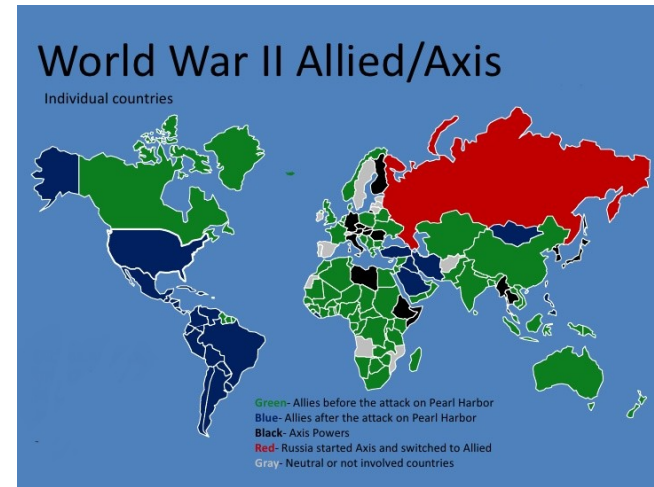 World War II Allied/Axis
Individual countries
Green- Allies before the attack on Pearl Harbor
Blue- Allies after the attack on Pearl Harbor
Black- Axis Powers
Red- Russia started Axis and switched to Allied
Gray- Neutral or not involved countries